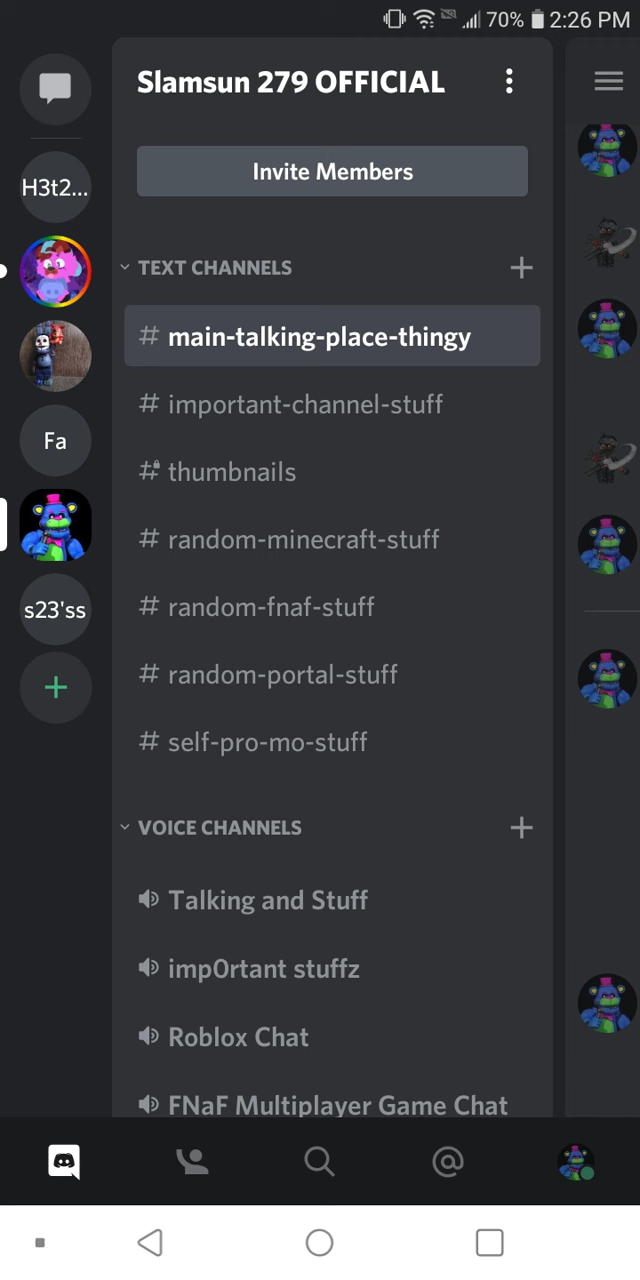 70% 2:26 PM
Slamsun 279 OFFICIAL
H3t2...
Invite Members
TEXT CHANNELS
# main-talking-place-thingy
# important-channel-stuff
Fa
# thumbnails
# random-minecraft-stuff
s23'ss
# random-fnaf-stuff
# random-portal-stuff
# self-pro-mo-stuff
VOICE CHANNELS
Talking and Stuff
imp0rtant stuffz
Roblox Chat
FNaF Multiplayer Game Chat